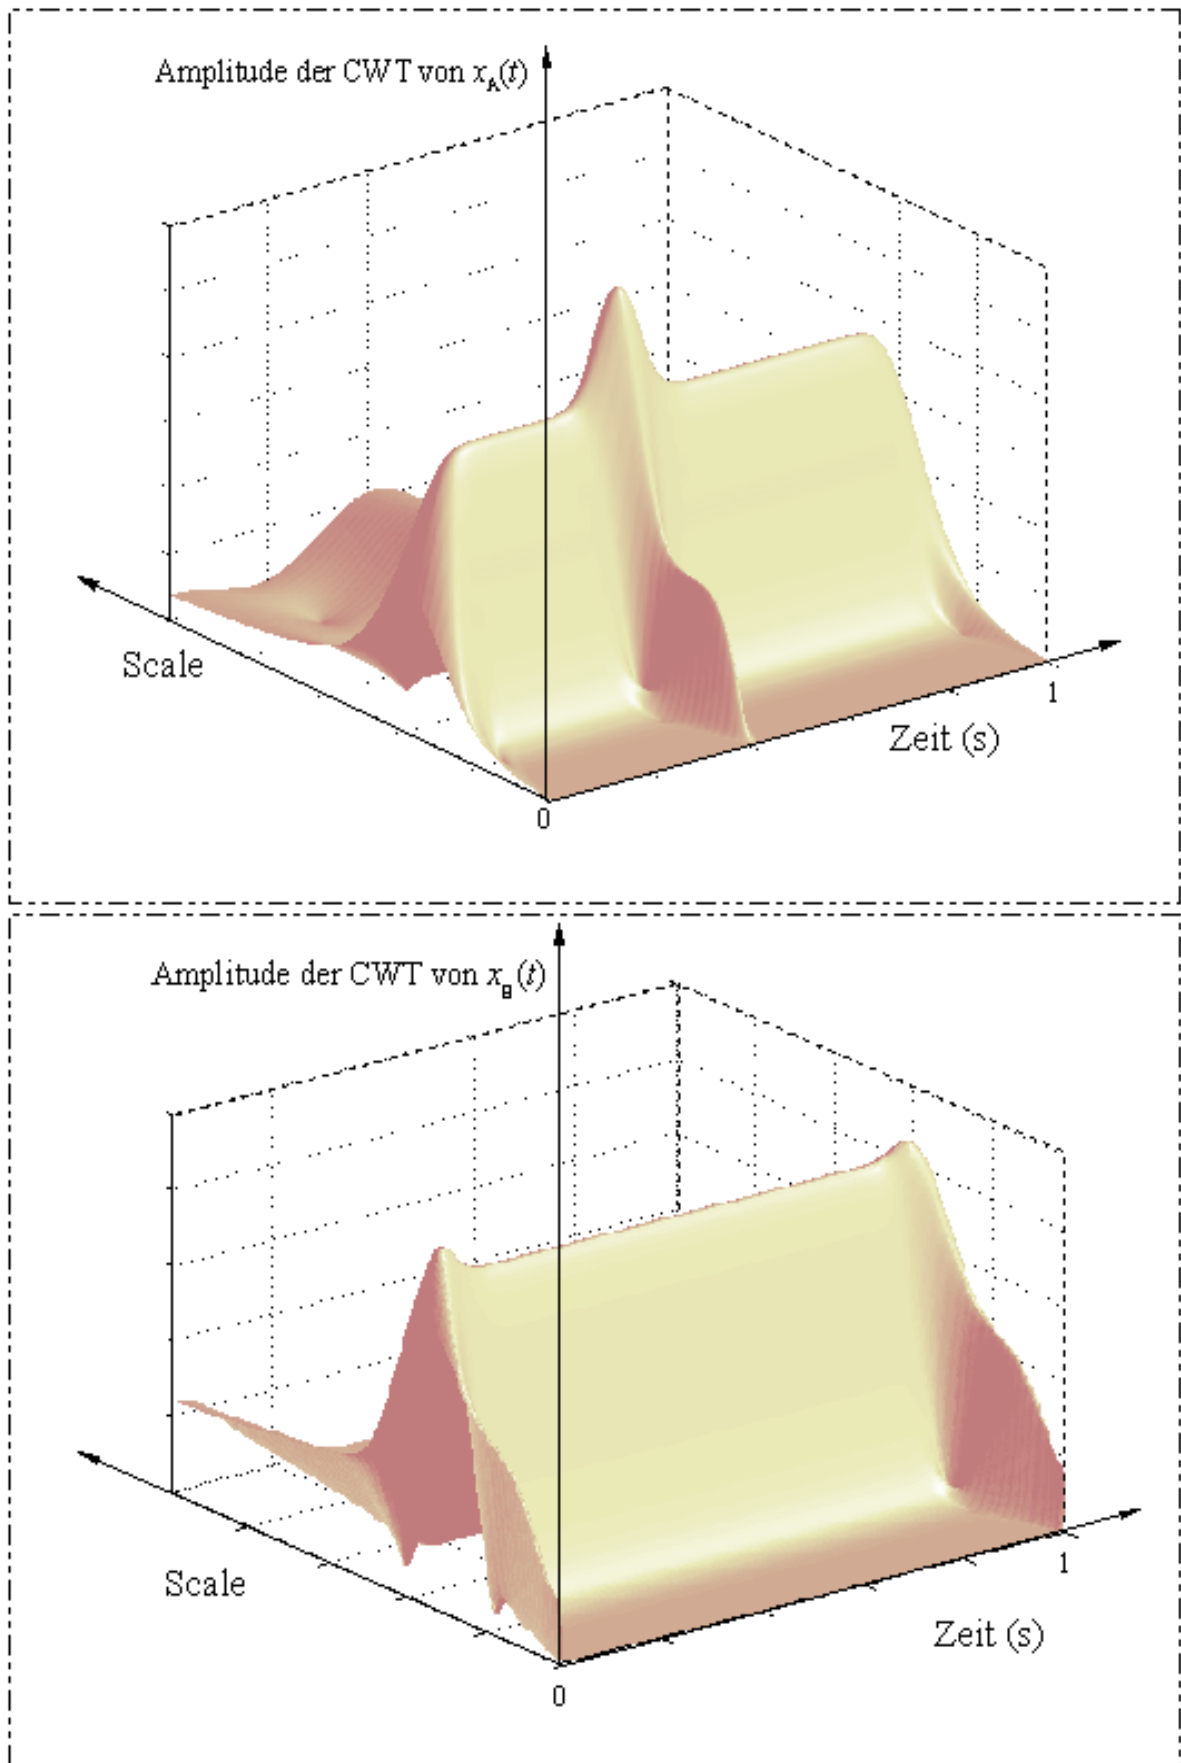 Amplitude der CWT von x_A(t)
Scale
1
Zeit (s)
0
Amplitude der CWT von x_B(t)
Scale
1
Zeit (s)
0